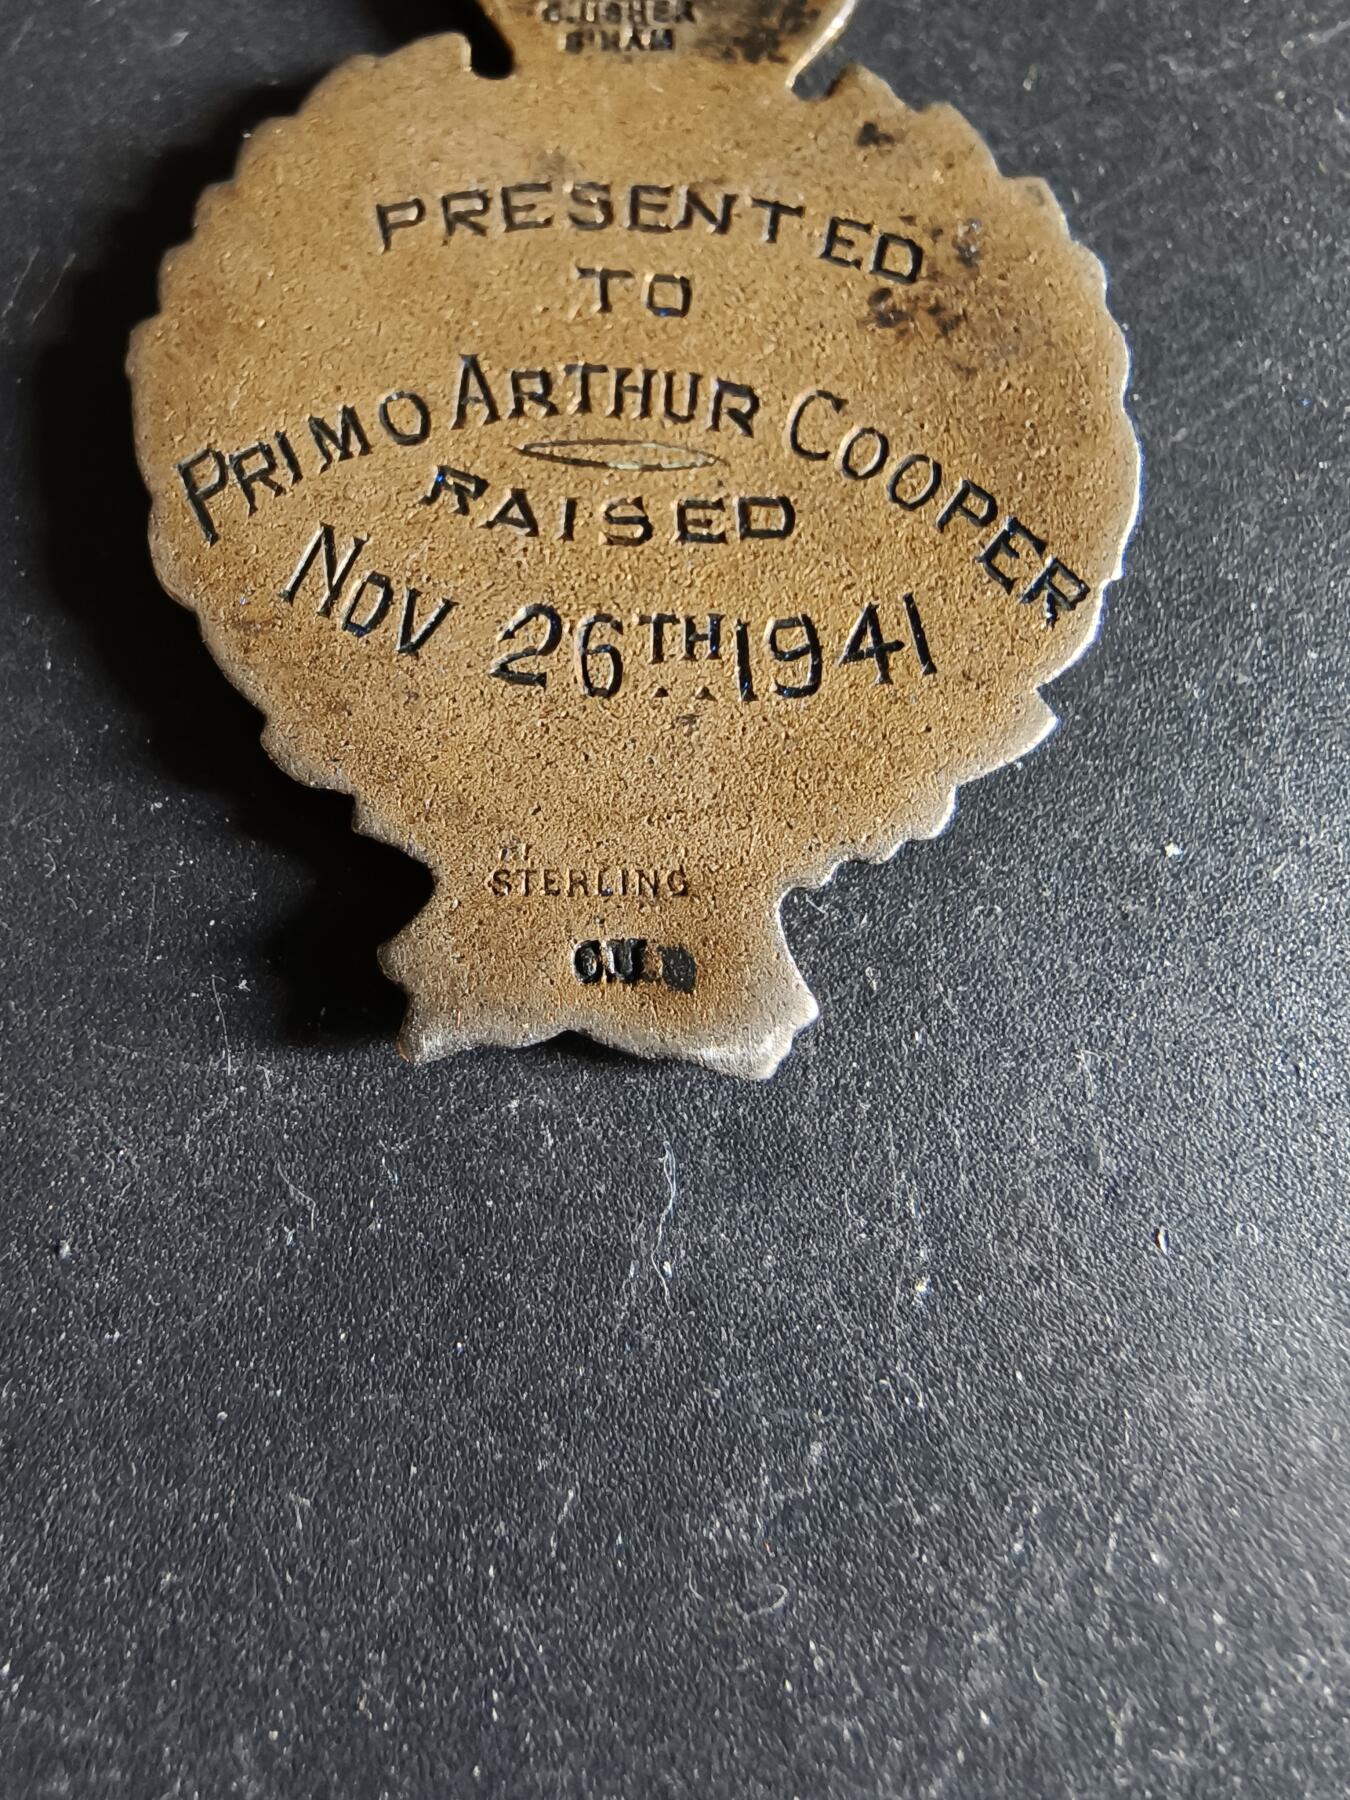 PRESENTED
TO
PRIMO ARTHUR COOPER
RAISED
NOV 26TH 1941
STERLING